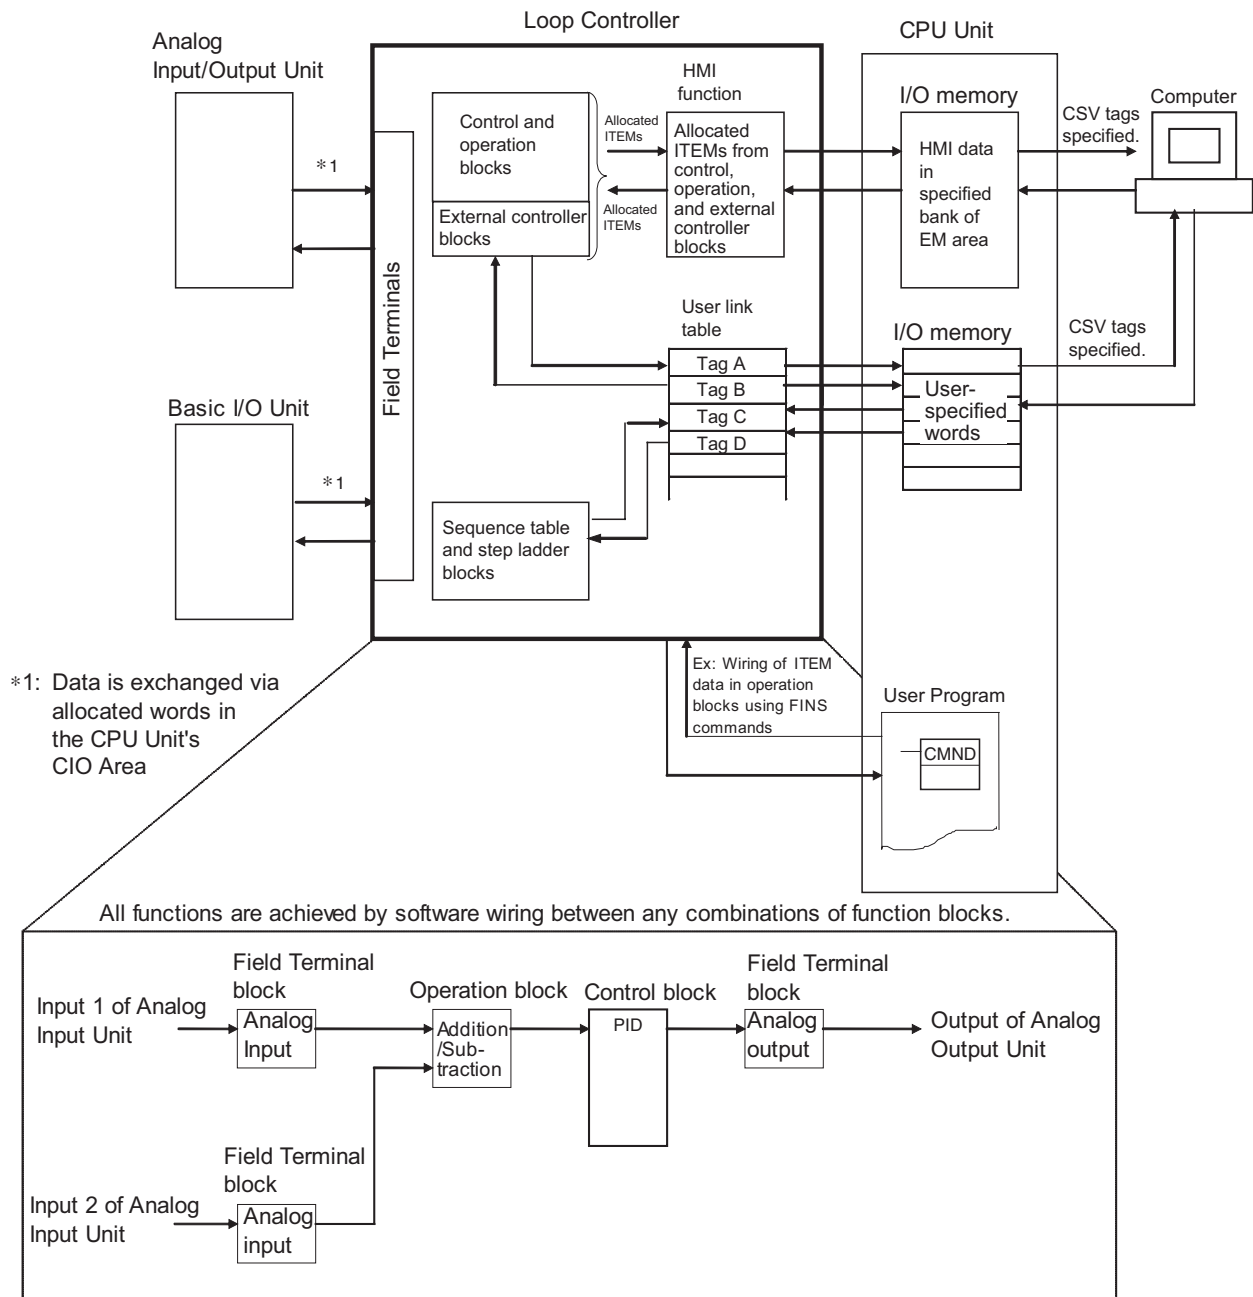 Loop Controller
Analog
Input/Output Unit
CPU Unit
HMI
function
I/O memory
CSV tags
specified.
Computer
Control and
operation
blocks
External controller
blocks
Allocated
ITEMs
Allocated
ITEMs
Allocated
ITEMs from
control,
operation,
and external
controller
blocks
HMI data
in
specified
bank of
EM area
*1
Field Terminals
User link
table
Tag A
Tag B
Tag C
Tag D
I/O memory
User-
specified
words
CSV tags
specified.
Basic I/O Unit
*1
Sequence table
and step ladder
blocks
*1: Data is exchanged via
allocated words in
the CPU Unit's
CIO Area
Ex: Wiring of ITEM
data in operation
blocks using FINS
commands
User Program
CMND
All functions are achieved by software wiring between any combinations of function blocks.
Input 1 of Analog
Input Unit
Field Terminal
block
Analog
Input
Operation block
Addition
/Sub-
traction
Control block
PID
Field Terminal
block
Analog
output
Output of Analog
Output Unit
Input 2 of Analog
Input Unit
Field Terminal
block
Analog
input